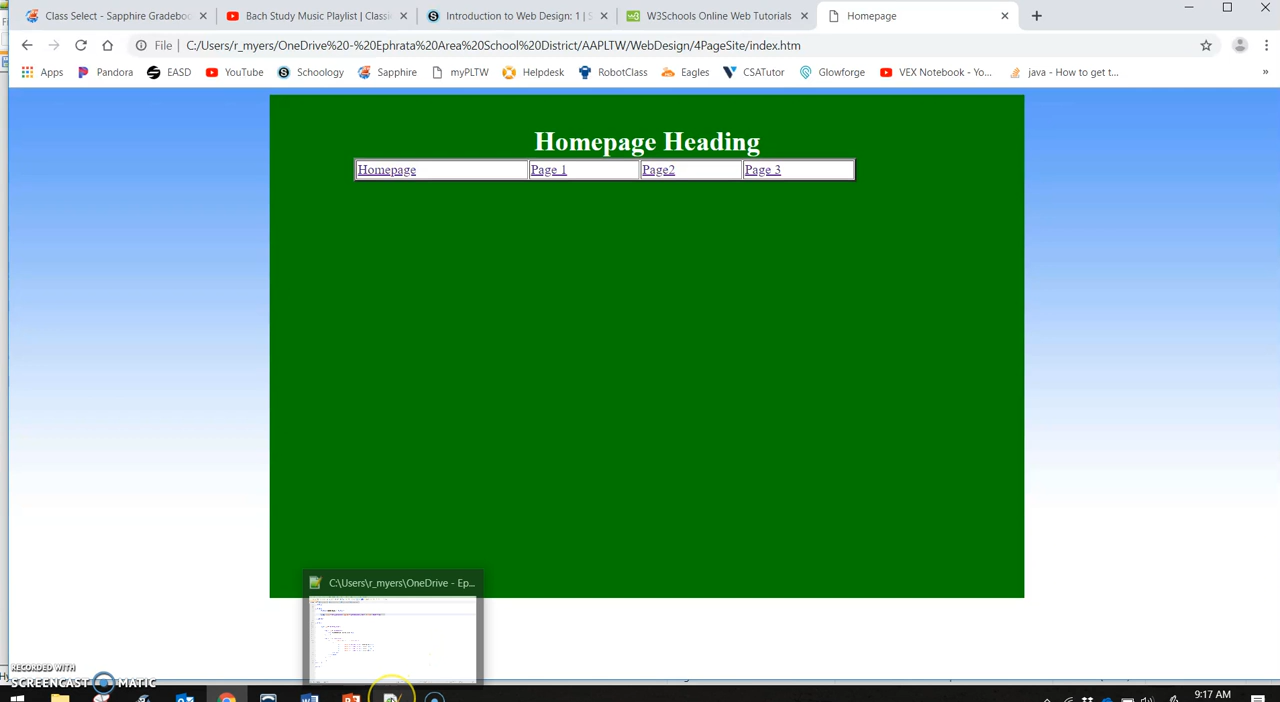 Class Select - Sapphire Gradebo
Bach Study Music Playlist | Classi
Introduction to Web Design: 1 | S
W3Schools Online Web Tutorials
Homepage
File
C:/Users/r_myers/OneDrive%20-%20Ephrata%20Area%20School%20District/AAPLTW/WebDesign/4PageSite/index.htm
Apps
Pandora
EASD
YouTube
Schoology
Sapphire
myPLTW
Helpdesk
RobotClass
Eagles
CSATutor
Glowforge
VEX Notebook - Yo...
java - How to get t...
»
Homepage Heading
Homepage
Page 1
Page2
Page 3
C:\Users\r_myers\OneDrive - Ep...
RECORDED WITH
SCREENCAST MATIC
9:17 AM